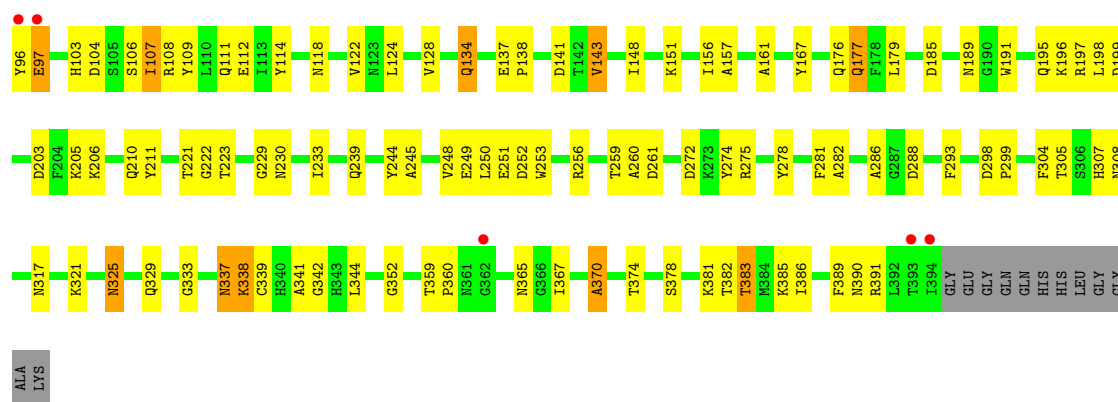 Y96 E97 H103 D104 S105 S106 I107 R108 Y109 L110 Q111 E112 I113 Y114 N118 V122 N123 L124 V128 Q134 E137 P138 D141 T142 V143 I148 K151 I156 A157 A161 Y167 Q176 Q177 F178 L179 D185 N189 G190 W191 Q195 K196 R197 L198
D203 F204 K205 K206 Q210 Y211 T221 G222 T223 G229 N230 I233 Q239 Y244 A245 V248 E249 L250 E251 D252 W253 R256 T259 A260 D261 D272 K273 Y274 R275 Y278 F281 A282 A286 G287 D288 F293 D298 P299 F304 T305 S306 H307
N317 K321 N325 Q329 G333 N337 K338 C339 H340 A341 G342 H343 L344 G352 T359 P360 N361 G362 N365 G366 I367 A370 T374 S378 K381 T382 T383 M384 K385 I386 F389 N390 R391 L392 T393 I394 GLY GLU GLY GLN GLN HIS HIS LEU GLY
ALA LYS